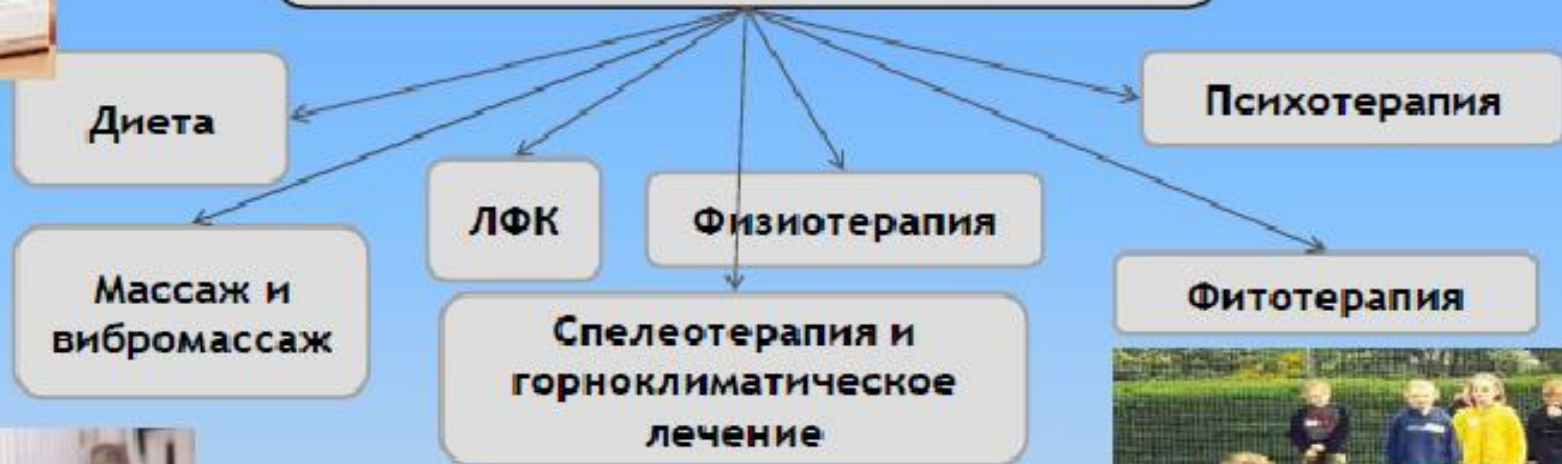 Диета
Психотерапия
ЛФК
Физиотерапия
Массаж и
вибромассаж
Фитотерапия
Спелеотерапия и
горноклиматическое
лечение